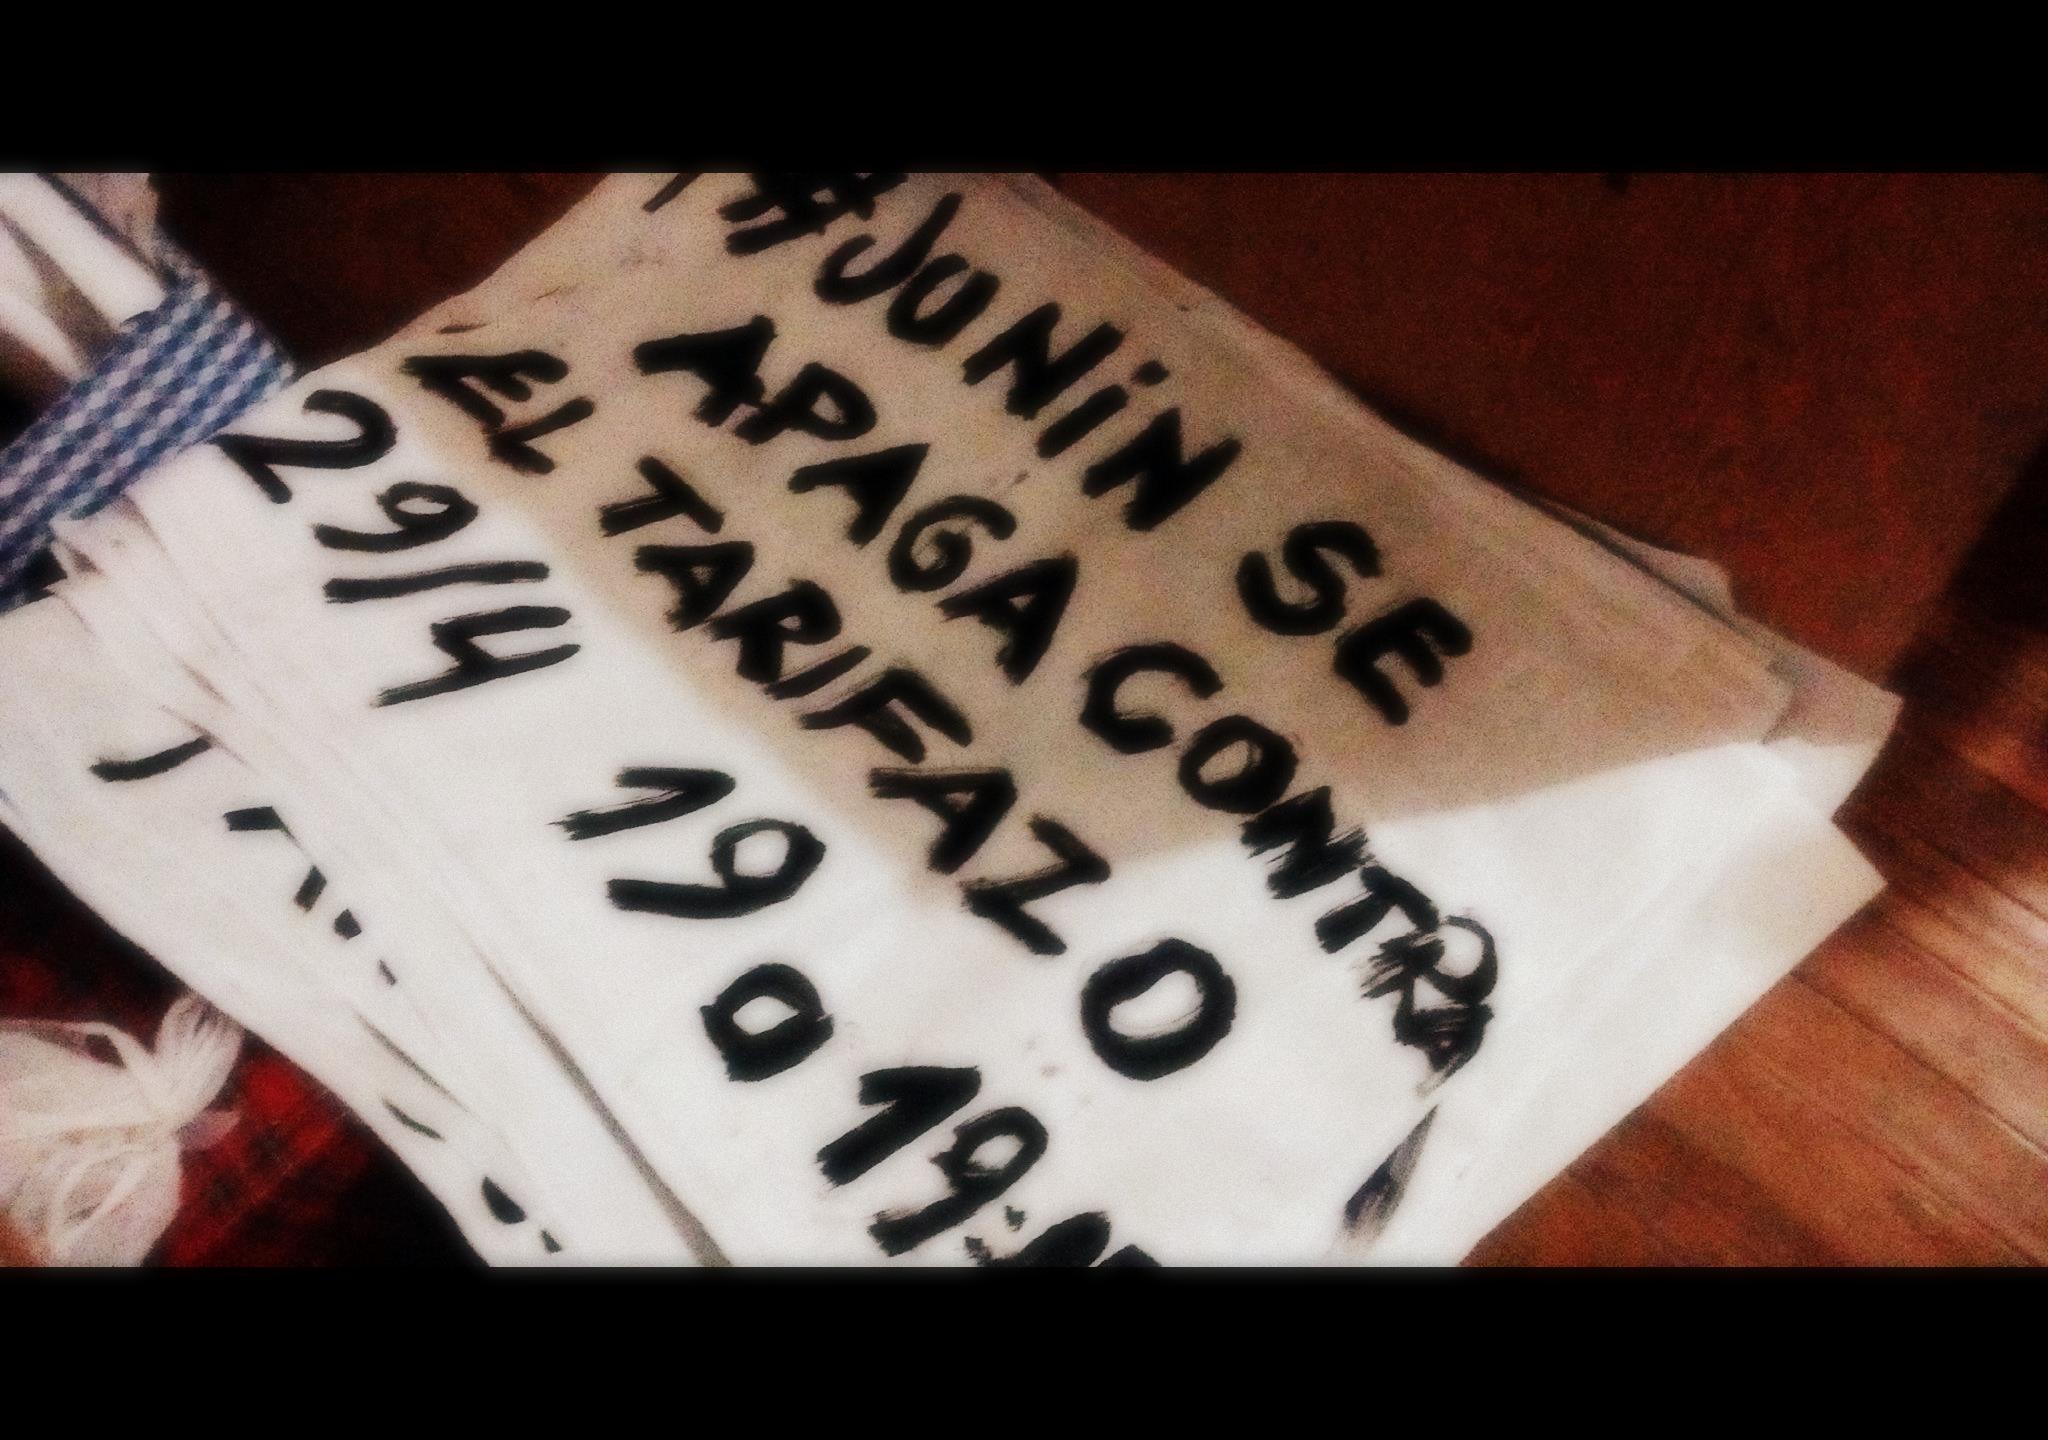 #JUNiN SE
APAGA CONTRA
EL TARIFAZO
29/4 19 a 19: